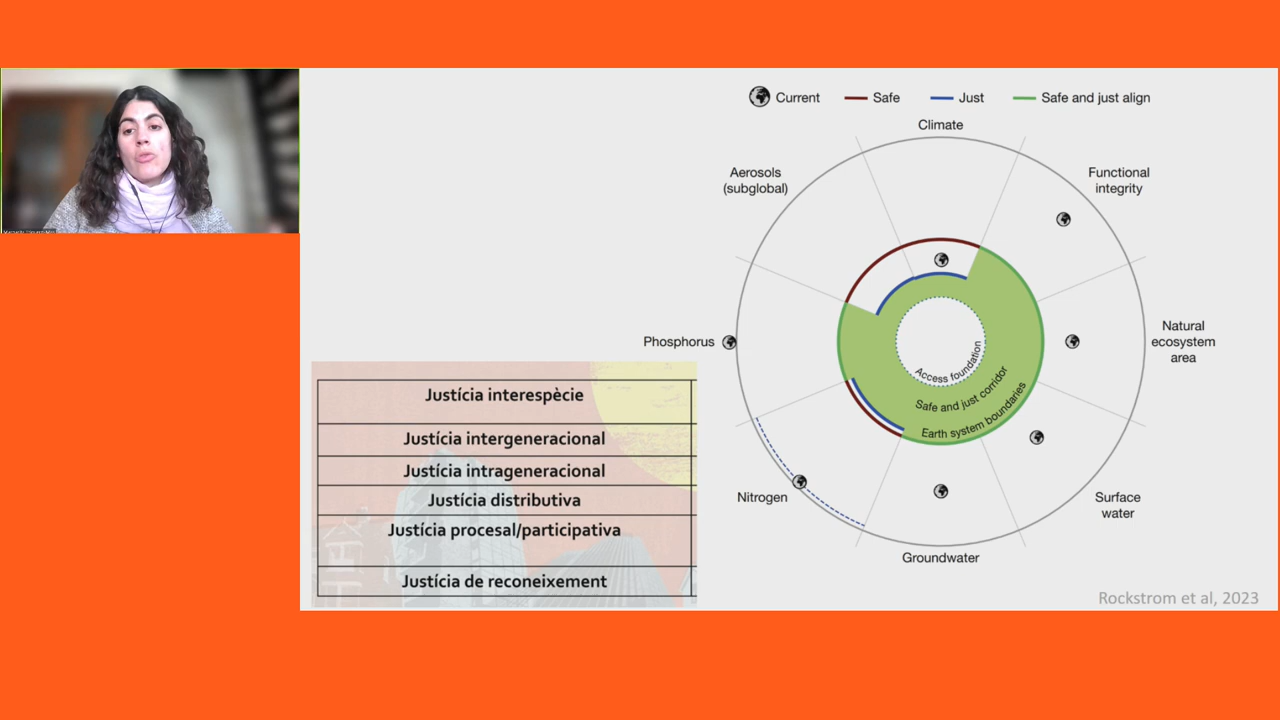 Current
Safe
Just
Safe and just align
Climate
Aerosols
(subglobal)
Functional
integrity
Phosphorus
Natural
ecosystem
area
Access foundation
Safe and just corridor
Earth system boundaries
Nitrogen
Surface
water
Groundwater
Justícia interespècie
Justícia intergeneracional
Justícia intrageneracional
Justícia distributiva
Justícia procesal/participativa
Justícia de reconeixement
Rockstrom et al, 2023